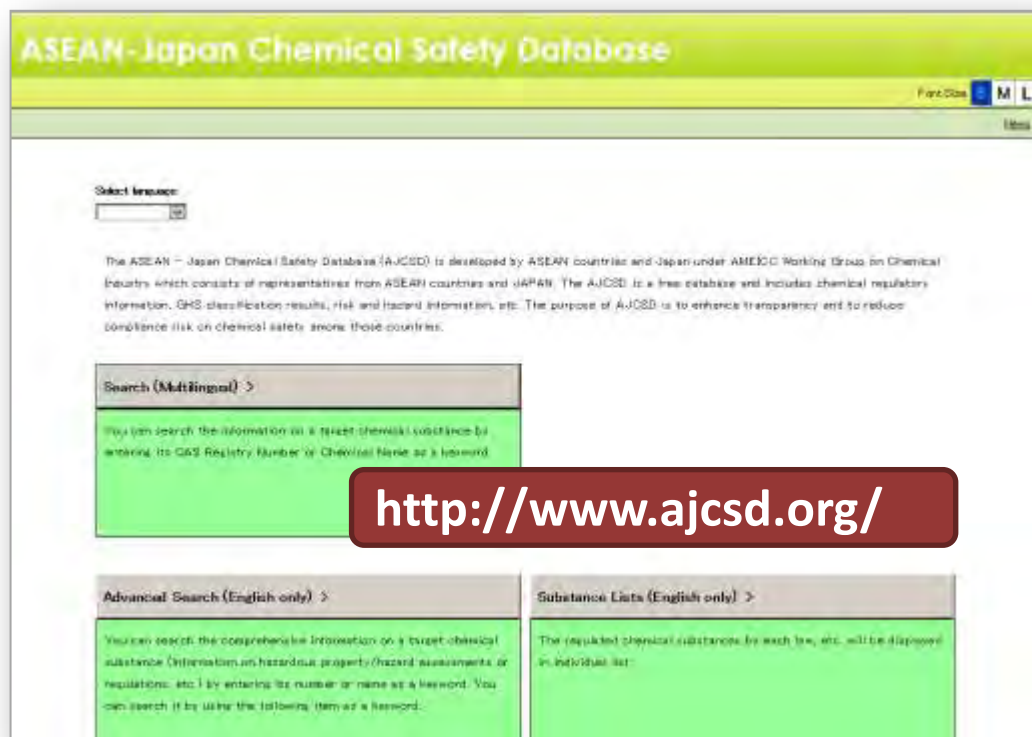 ASEAN-Japan Chemical Safety Database
Font Size S M L
Menu
Select language
The ASEAN - Japan Chemical Safety Database (AJCSD) is developed by ASEAN countries and Japan under AMEICC Working Group on Chemical
Industry which consists of representatives from ASEAN countries and JAPAN. The AJCSD is a free database and includes chemical regulatory
information, GHS classification results, risk and hazard information, etc. The purpose of AJCSD is to enhance transparency and to reduce
compliance risk on chemical safety among those countries.
Search (Multilingual) >
You can search the information on a target chemical substance by
entering its CAS Registry Number or Chemical Name as a keyword.
http://www.ajcsd.org/
Advanced Search (English only) >
Substance Lists (English only) >
You can search the comprehensive information on a target chemical
substance (information on hazardous property/hazard assessments or
regulations, etc.) by entering its number or name as a keyword. You
can search it by using the following item as a keyword.
The regulated chemical substances by each law, etc. will be displayed
in individual list.